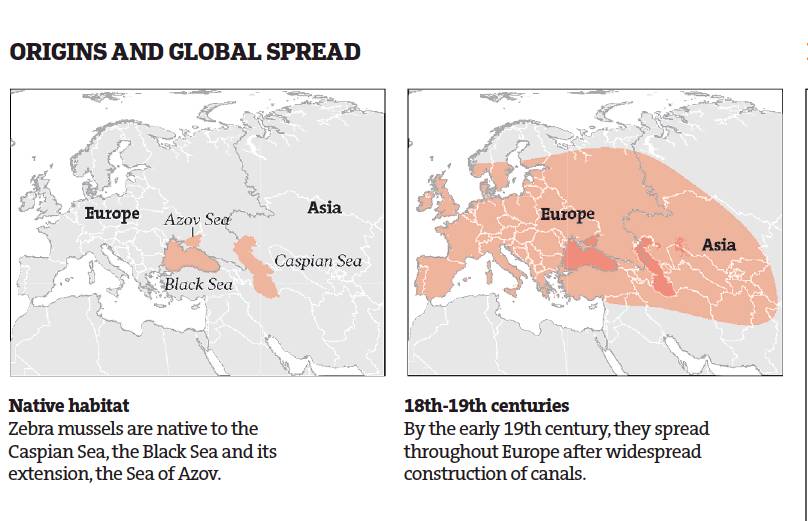 ORIGINS AND GLOBAL SPREAD
Europe
Asia
Azov Sea
Caspian Sea
Black Sea
Europe
Asia
Native habitat
Zebra mussels are native to the
Caspian Sea, the Black Sea and its
extension, the Sea of Azov.
18th-19th centuries
By the early 19th century, they spread
throughout Europe after widespread
construction of canals.